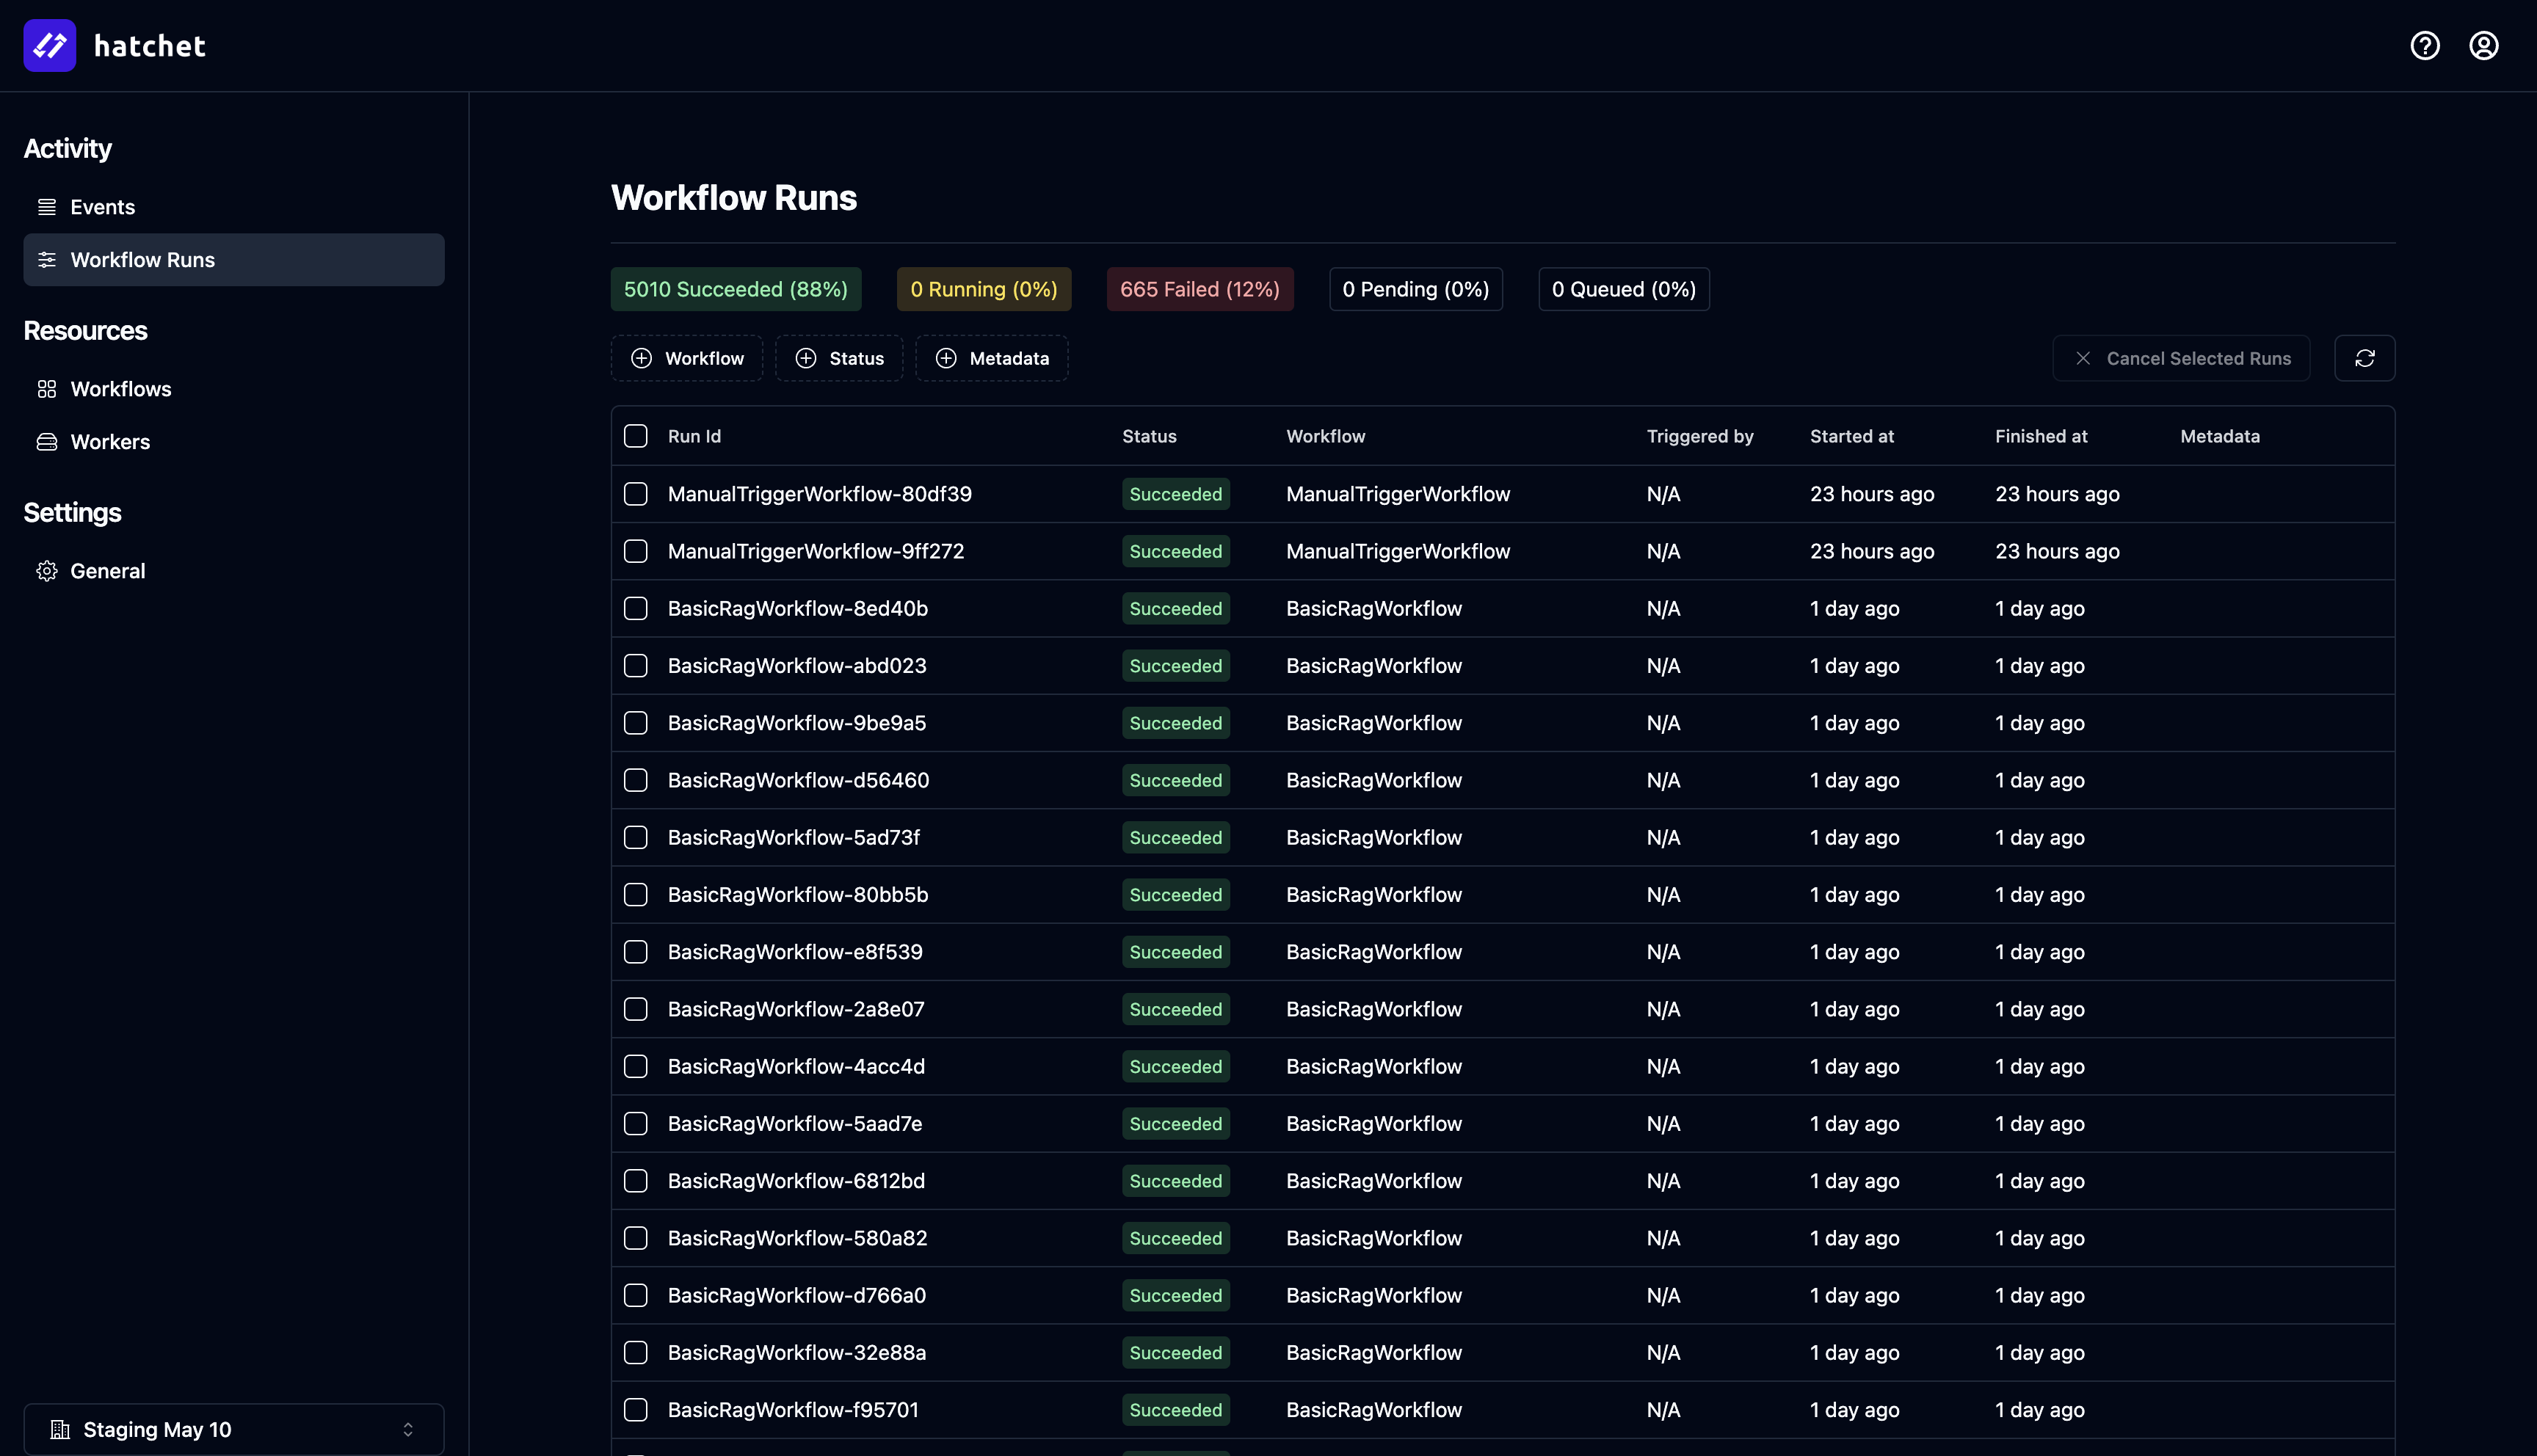 hatchet
Activity
Events
Workflow Runs
Resources
Workflows
Workers
Settings
General
Staging May 10
Workflow Runs
5010 Succeeded (88%) 0 Running (0%) 665 Failed (12%) 0 Pending (0%) 0 Queued (0%)
Workflow Status Metadata Cancel Selected Runs
Run Id Status Workflow Triggered by Started at Finished at Metadata
ManualTriggerWorkflow-80df39 Succeeded ManualTriggerWorkflow N/A 23 hours ago 23 hours ago
ManualTriggerWorkflow-9ff272 Succeeded ManualTriggerWorkflow N/A 23 hours ago 23 hours ago
BasicRagWorkflow-8ed40b Succeeded BasicRagWorkflow N/A 1 day ago 1 day ago
BasicRagWorkflow-abd023 Succeeded BasicRagWorkflow N/A 1 day ago 1 day ago
BasicRagWorkflow-9be9a5 Succeeded BasicRagWorkflow N/A 1 day ago 1 day ago
BasicRagWorkflow-d56460 Succeeded BasicRagWorkflow N/A 1 day ago 1 day ago
BasicRagWorkflow-5ad73f Succeeded BasicRagWorkflow N/A 1 day ago 1 day ago
BasicRagWorkflow-80bb5b Succeeded BasicRagWorkflow N/A 1 day ago 1 day ago
BasicRagWorkflow-e8f539 Succeeded BasicRagWorkflow N/A 1 day ago 1 day ago
BasicRagWorkflow-2a8e07 Succeeded BasicRagWorkflow N/A 1 day ago 1 day ago
BasicRagWorkflow-4acc4d Succeeded BasicRagWorkflow N/A 1 day ago 1 day ago
BasicRagWorkflow-5aad7e Succeeded BasicRagWorkflow N/A 1 day ago 1 day ago
BasicRagWorkflow-6812bd Succeeded BasicRagWorkflow N/A 1 day ago 1 day ago
BasicRagWorkflow-580a82 Succeeded BasicRagWorkflow N/A 1 day ago 1 day ago
BasicRagWorkflow-d766a0 Succeeded BasicRagWorkflow N/A 1 day ago 1 day ago
BasicRagWorkflow-32e88a Succeeded BasicRagWorkflow N/A 1 day ago 1 day ago
BasicRagWorkflow-f95701 Succeeded BasicRagWorkflow N/A 1 day ago 1 day ago